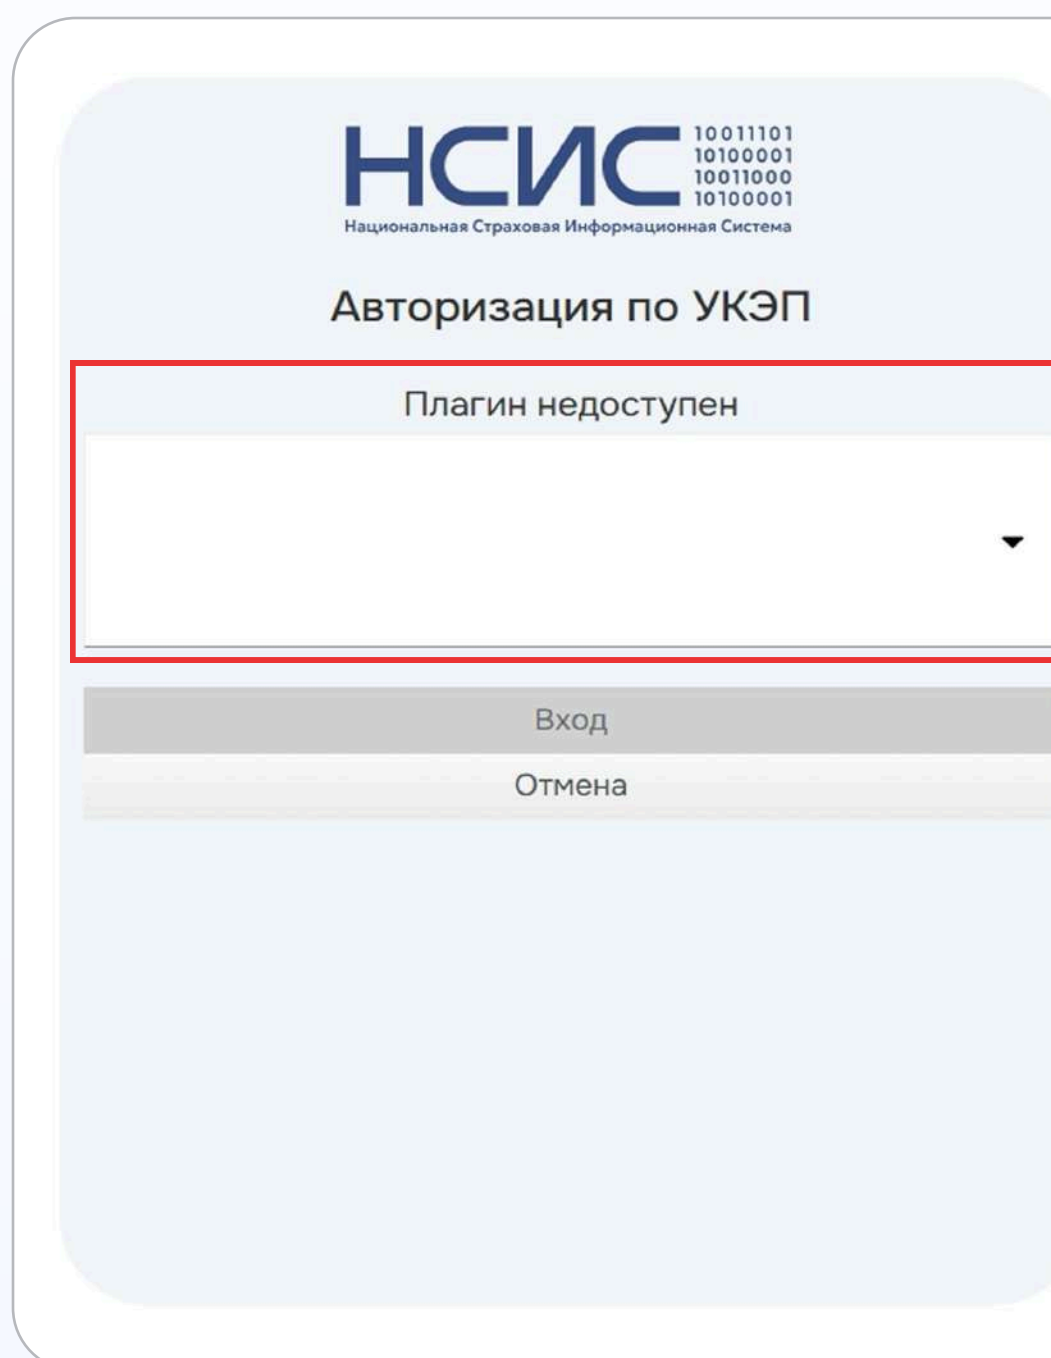 НСИС
10011101
10100001
10011000
10100001
Национальная Страховая Информационная Система
Авторизация по УКЭП
Плагин недоступен
Вход
Отмена